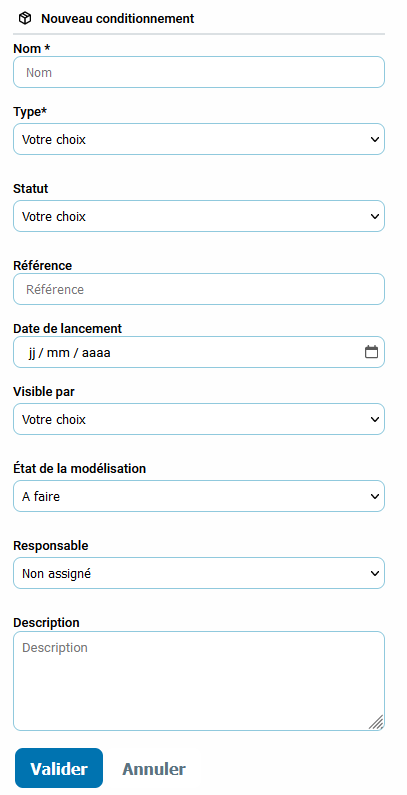 Nouveau conditionnement
Nom *
Nom
Type*
Votre choix
Statut
Votre choix
Référence
Référence
Date de lancement
jj / mm / aaaa
Visible par
Votre choix
État de la modélisation
A faire
Responsable
Non assigné
Description
Description
Valider
Annuler